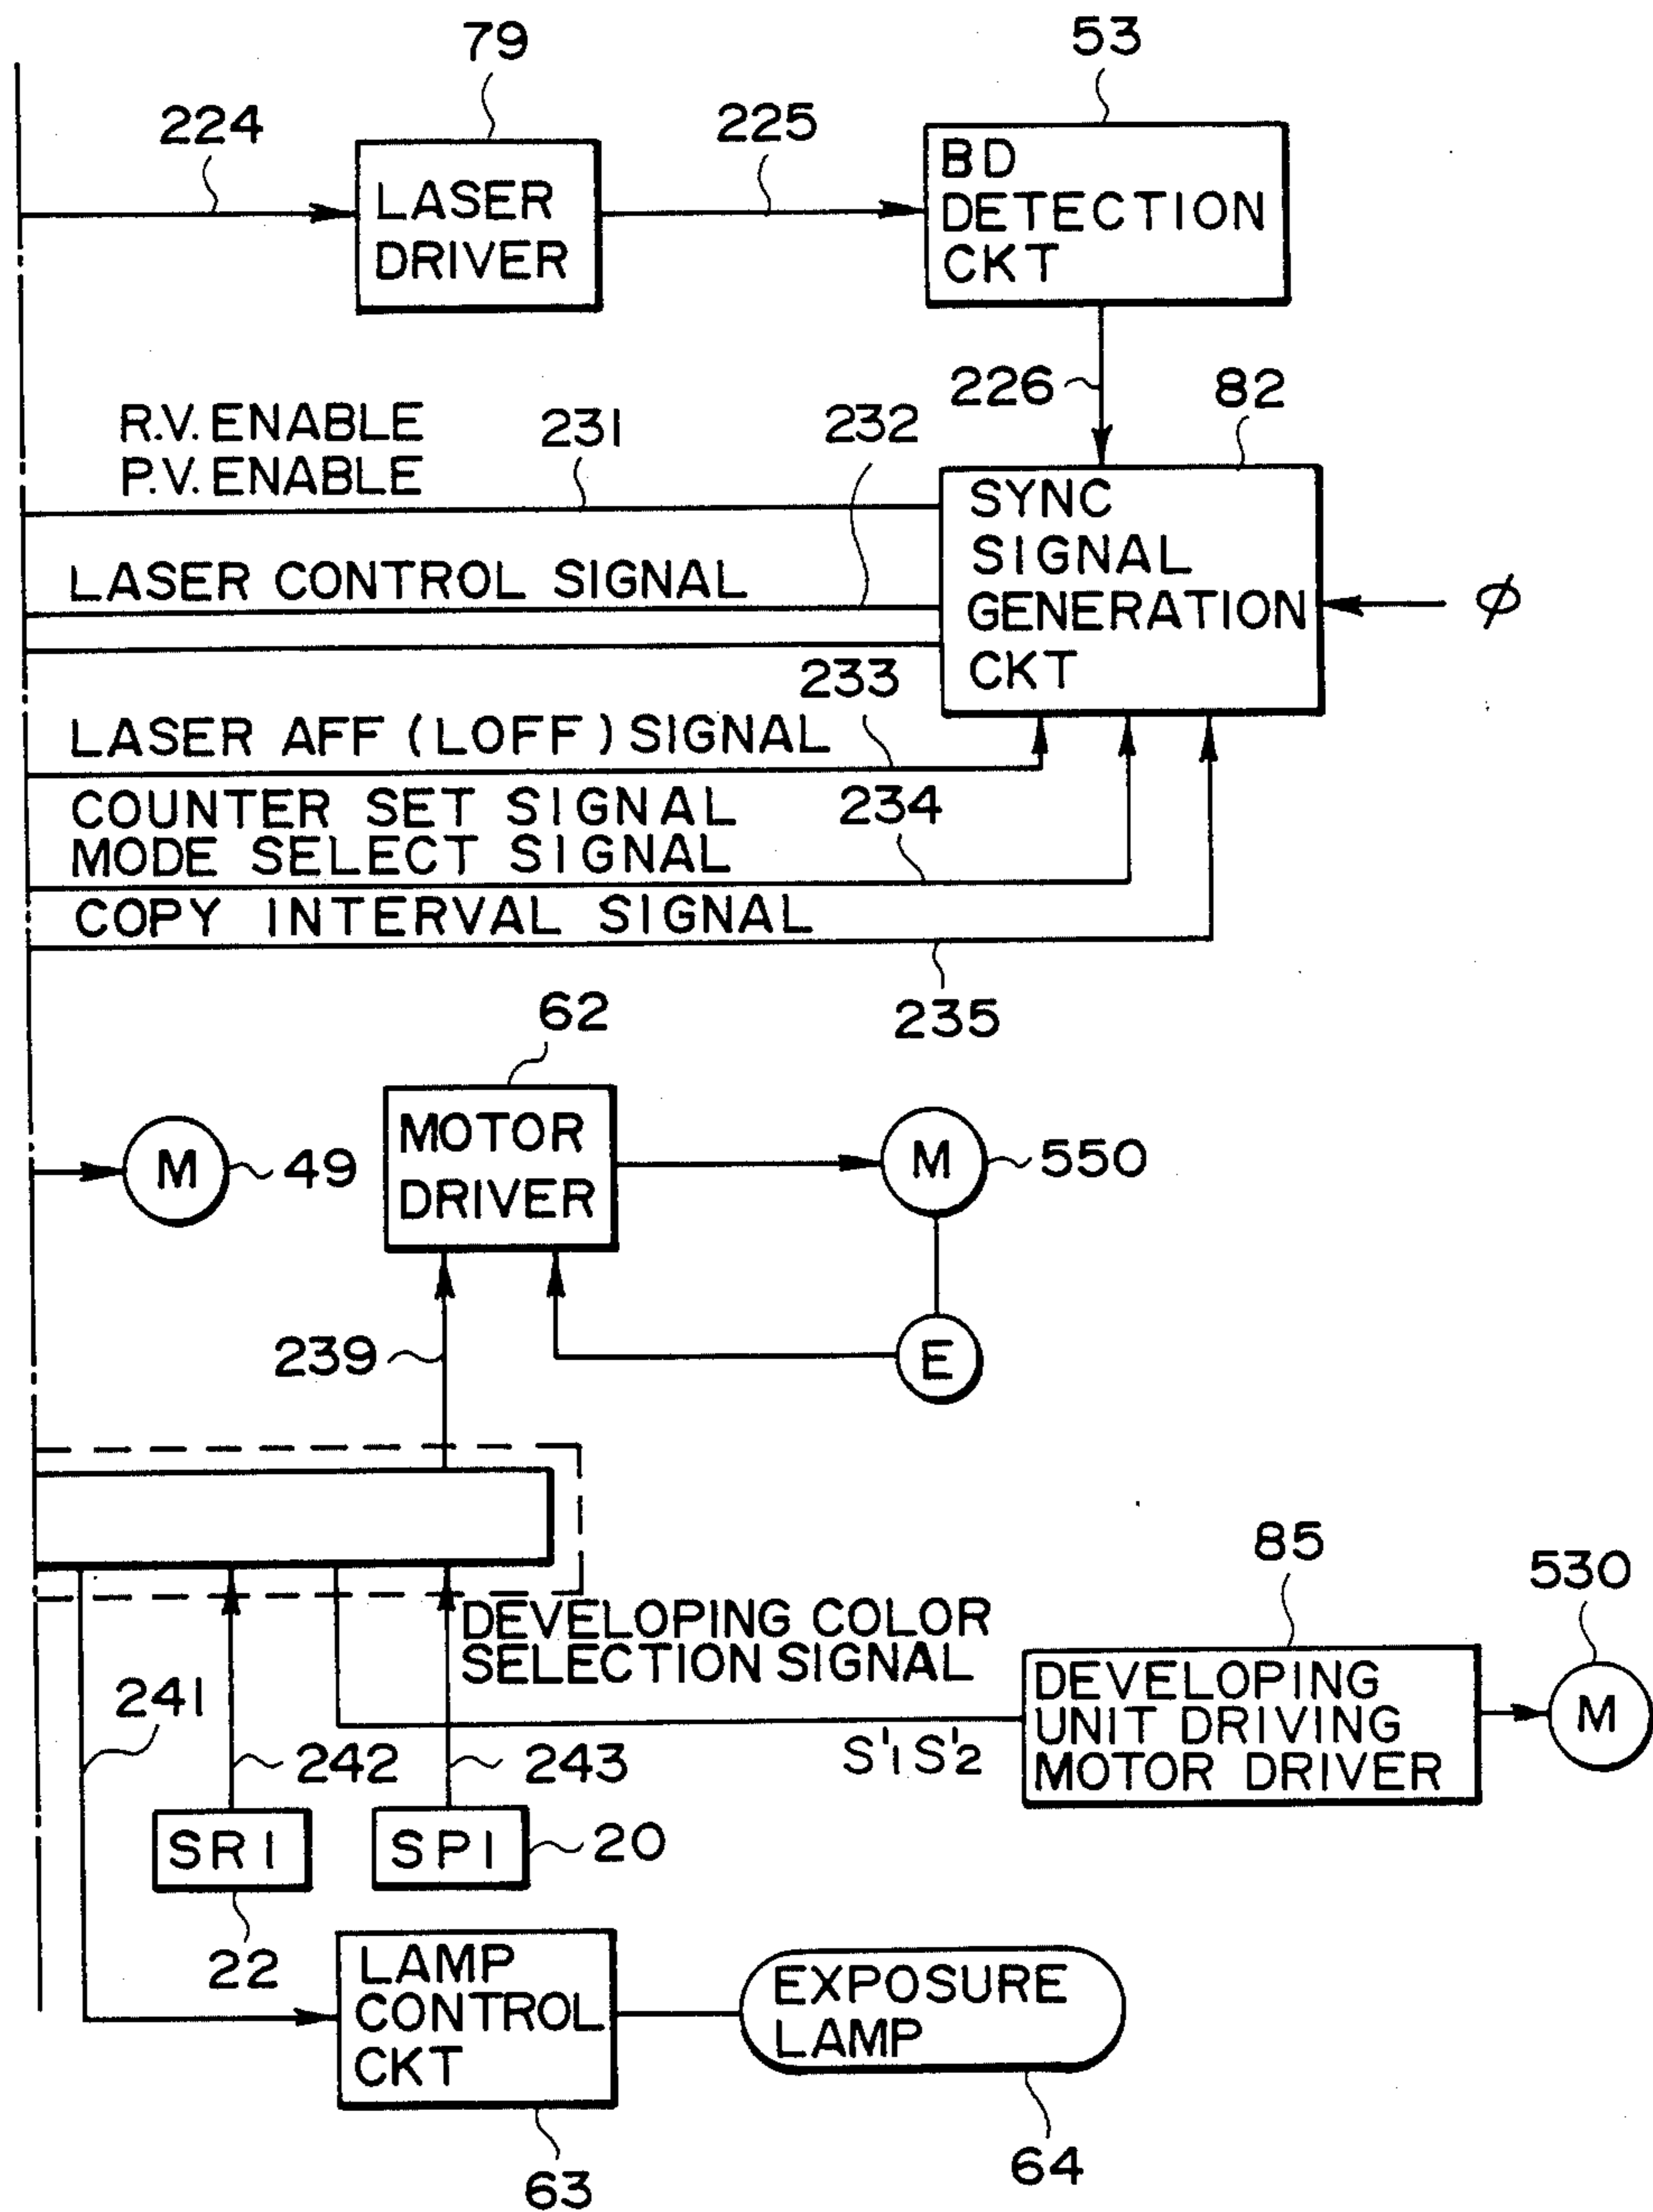 79
53
224
225
LASER
DRIVER
BD
DETECTION
CKT
226
82
R.V. ENABLE
P.V. ENABLE
231
232
SYNC
SIGNAL
GENERATION
CKT
LASER CONTROL SIGNAL
φ
233
LASER AFF (LOFF) SIGNAL
COUNTER SET SIGNAL
234
MODE SELECT SIGNAL
COPY INTERVAL SIGNAL
235
62
M
49
MOTOR
DRIVER
M
550
239
E
85
530
DEVELOPING COLOR
SELECTION SIGNAL
241
242
243
S'1 S'2
DEVELOPING
UNIT DRIVING
MOTOR DRIVER
M
SR1
SP1
20
22
LAMP
CONTROL
CKT
EXPOSURE
LAMP
63
64